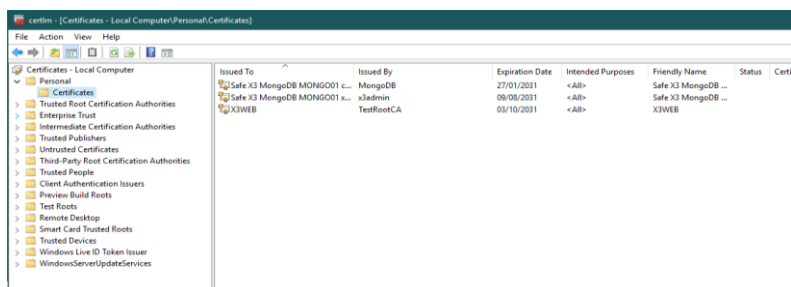 certlm - [Certificates - Local Computer\Personal\Certificates]
File Action View Help
Certificates - Local Computer
Personal
Certificates
Trusted Root Certification Authorities
Enterprise Trust
Intermediate Certification Authorities
Trusted Publishers
Untrusted Certificates
Third-Party Root Certification Authorities
Trusted People
Client Authentication Issuers
Preview Build Roots
Test Roots
Remote Desktop
Smart Card Trusted Roots
Trusted Devices
Windows Live ID Token Issuer
WindowsServerUpdateServices
Issued To Issued By Expiration Date Intended Purposes Friendly Name Status Certi
Safe X3 MongoDB MONGO01 c... MongoDB 27/01/2031 <All> Safe X3 MongoDB ...
Safe X3 MongoDB MONGO01 x... x3admin 09/08/2031 <All> Safe X3 MongoDB ...
X3WEB TestRootCA 03/10/2031 <All> X3WEB